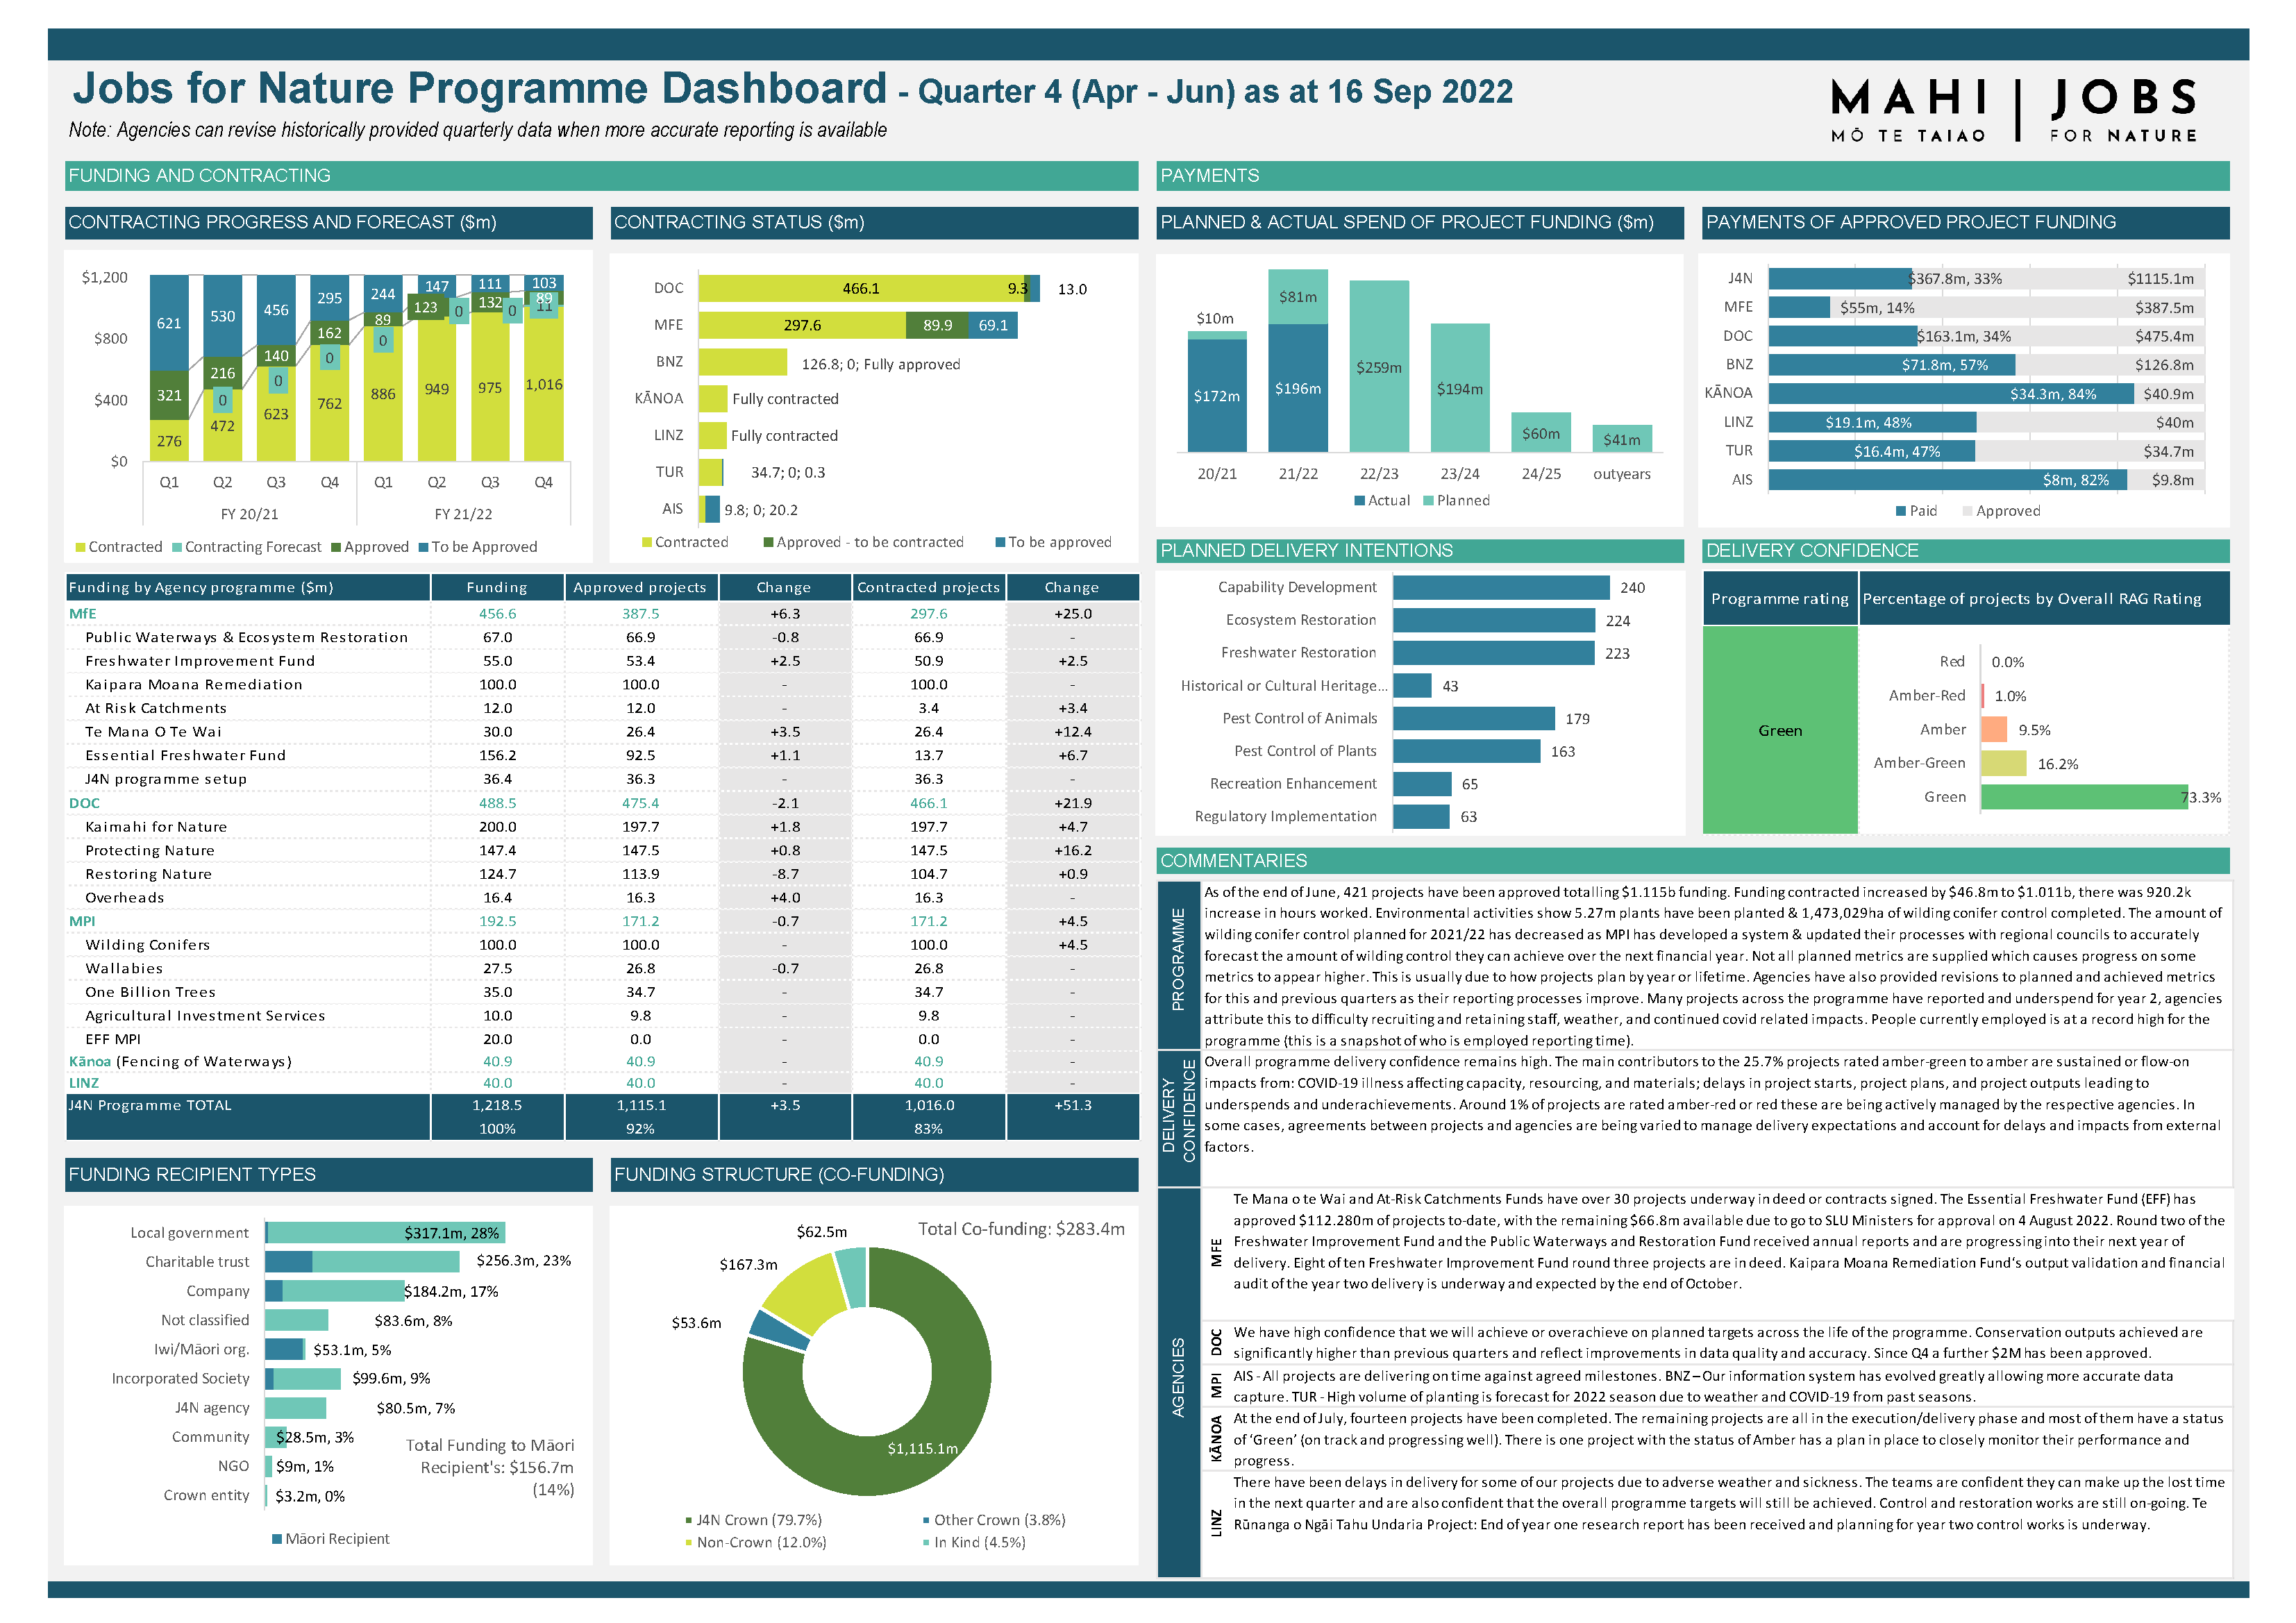 Jobs for Nature Programme Dashboard - Quarter 4 (Apr - Jun) as at 16 Sep 2022
Note: Agencies can revise historically provided quarterly data when more accurate reporting is available
MAHI | JOBS
MŌ TE TAIAO FOR NATURE
FUNDING AND CONTRACTING
CONTRACTING PROGRESS AND FORECAST ($m)
$1,200
$800
$400
$0
621 530 456 295 244 147 111 103
321 216 140 162 89 123 132 89
0 0 0 0 0 0 11
276 472 623 762 886 949 975 1,016
Q1 Q2 Q3 Q4 Q1 Q2 Q3 Q4
FY 20/21 FY 21/22
Contracted Contracting Forecast Approved To be Approved
CONTRACTING STATUS ($m)
DOC 466.1 9.3 13.0
MFE 297.6 89.9 69.1
BNZ 126.8; 0; Fully approved
KĀNOA Fully contracted
LINZ Fully contracted
TUR 34.7; 0; 0.3
AIS 9.8; 0; 20.2
Contracted Approved - to be contracted To be approved
Funding by Agency programme ($m) Funding Approved projects Change Contracted projects Change
MfE 456.6 387.5 +6.3 297.6 +25.0
Public Waterways & Ecosystem Restoration 67.0 66.9 -0.8 66.9 -
Freshwater Improvement Fund 55.0 53.4 +2.5 50.9 +2.5
Kaipara Moana Remediation 100.0 100.0 - 100.0 -
At Risk Catchments 12.0 12.0 - 3.4 +3.4
Te Mana O Te Wai 30.0 26.4 +3.5 26.4 +12.4
Essential Freshwater Fund 156.2 92.5 +1.1 13.7 +6.7
J4N programme setup 36.4 36.3 - 36.3 -
DOC 488.5 475.4 -2.1 466.1 +21.9
Kaimahi for Nature 200.0 197.7 +1.8 197.7 +4.7
Protecting Nature 147.4 147.5 +0.8 147.5 +16.2
Restoring Nature 124.7 113.9 -8.7 104.7 +0.9
Overheads 16.4 16.3 +4.0 16.3 -
MPI 192.5 171.2 -0.7 171.2 +4.5
Wilding Conifers 100.0 100.0 - 100.0 +4.5
Wallabies 27.5 26.8 -0.7 26.8 -
One Billion Trees 35.0 34.7 - 34.7 -
Agricultural Investment Services 10.0 9.8 - 9.8 -
EFF MPI 20.0 0.0 - 0.0 -
Kānoa (Fencing of Waterways) 40.9 40.9 - 40.9 -
LINZ 40.0 40.0 - 40.0 -
J4N Programme TOTAL 1,218.5 1,115.1 +3.5 1,016.0 +51.3
100% 92% 83%
FUNDING RECIPIENT TYPES
Local government $317.1m, 28%
Charitable trust $256.3m, 23%
Company $184.2m, 17%
Not classified $83.6m, 8%
Iwi/Māori org. $53.1m, 5%
Incorporated Society $99.6m, 9%
J4N agency $80.5m, 7%
Community $28.5m, 3%
NGO $9m, 1%
Crown entity $3.2m, 0%
Total Funding to Māori
Recipient's: $156.7m
(14%)
Māori Recipient
FUNDING STRUCTURE (CO-FUNDING)
Total Co-funding: $283.4m
$62.5m
$167.3m
$53.6m
$1,115.1m
J4N Crown (79.7%) Other Crown (3.8%)
Non-Crown (12.0%) In Kind (4.5%)
PAYMENTS
PLANNED & ACTUAL SPEND OF PROJECT FUNDING ($m)
$10m $81m $259m $194m $60m $41m
$172m $196m
20/21 21/22 22/23 23/24 24/25 outyears
Actual Planned
PAYMENTS OF APPROVED PROJECT FUNDING
J4N $367.8m, 33% $1115.1m
MFE $55m, 14% $387.5m
DOC $163.1m, 34% $475.4m
BNZ $71.8m, 57% $126.8m
KĀNOA $34.3m, 84% $40.9m
LINZ $19.1m, 48% $40m
TUR $16.4m, 47% $34.7m
AIS $8m, 82% $9.8m
Paid Approved
PLANNED DELIVERY INTENTIONS
Capability Development 240
Ecosystem Restoration 224
Freshwater Restoration 223
Historical or Cultural Heritage... 43
Pest Control of Animals 179
Pest Control of Plants 163
Recreation Enhancement 65
Regulatory Implementation 63
DELIVERY CONFIDENCE
Programme rating Percentage of projects by Overall RAG Rating
Green
Red 0.0%
Amber-Red 1.0%
Amber 9.5%
Amber-Green 16.2%
Green 73.3%
COMMENTARIES
PROGRAMME
As of the end of June, 421 projects have been approved totalling $1.115b funding. Funding contracted increased by $46.8m to $1.011b, there was 920.2k
increase in hours worked. Environmental activities show 5.27m plants have been planted & 1,473,029ha of wilding conifer control completed. The amount of
wilding conifer control planned for 2021/22 has decreased as MPI has developed a system & updated their processes with regional councils to accurately
forecast the amount of wilding control they can achieve over the next financial year. Not all planned metrics are supplied which causes progress on some
metrics to appear higher. This is usually due to how projects plan by year or lifetime. Agencies have also provided revisions to planned and achieved metrics
for this and previous quarters as their reporting processes improve. Many projects across the programme have reported and underspend for year 2, agencies
attribute this to difficulty recruiting and retaining staff, weather, and continued covid related impacts. People currently employed is at a record high for the
programme (this is a snapshot of who is employed reporting time).
DELIVERY
CONFIDENCE
Overall programme delivery confidence remains high. The main contributors to the 25.7% projects rated amber-green to amber are sustained or flow-on
impacts from: COVID-19 illness affecting capacity, resourcing, and materials; delays in project starts, project plans, and project outputs leading to
underspends and underachievements. Around 1% of projects are rated amber-red or red these are being actively managed by the respective agencies. In
some cases, agreements between projects and agencies are being varied to manage delivery expectations and account for delays and impacts from external
factors.
AGENCIES
MFE
Te Mana o te Wai and At-Risk Catchments Funds have over 30 projects underway in deed or contracts signed. The Essential Freshwater Fund (EFF) has
approved $112.280m of projects to-date, with the remaining $66.8m available due to go to SLU Ministers for approval on 4 August 2022. Round two of the
Freshwater Improvement Fund and the Public Waterways and Restoration Fund received annual reports and are progressing into their next year of
delivery. Eight of ten Freshwater Improvement Fund round three projects are in deed. Kaipara Moana Remediation Fund's output validation and financial
audit of the year two delivery is underway and expected by the end of October.
DOC
We have high confidence that we will achieve or overachieve on planned targets across the life of the programme. Conservation outputs achieved are
significantly higher than previous quarters and reflect improvements in data quality and accuracy. Since Q4 a further $2M has been approved.
MPI
AIS - All projects are delivering on time against agreed milestones. BNZ – Our information system has evolved greatly allowing more accurate data
capture. TUR - High volume of planting is forecast for 2022 season due to weather and COVID-19 from past seasons.
KĀNOA
At the end of July, fourteen projects have been completed. The remaining projects are all in the execution/delivery phase and most of them have a status
of ‘Green’ (on track and progressing well). There is one project with the status of Amber has a plan in place to closely monitor their performance and
progress.
LINZ
There have been delays in delivery for some of our projects due to adverse weather and sickness. The teams are confident they can make up the lost time
in the next quarter and are also confident that the overall programme targets will still be achieved. Control and restoration works are still on-going. Te
Rūnanga o Ngāi Tahu Undaria Project: End of year one research report has been received and planning for year two control works is underway.